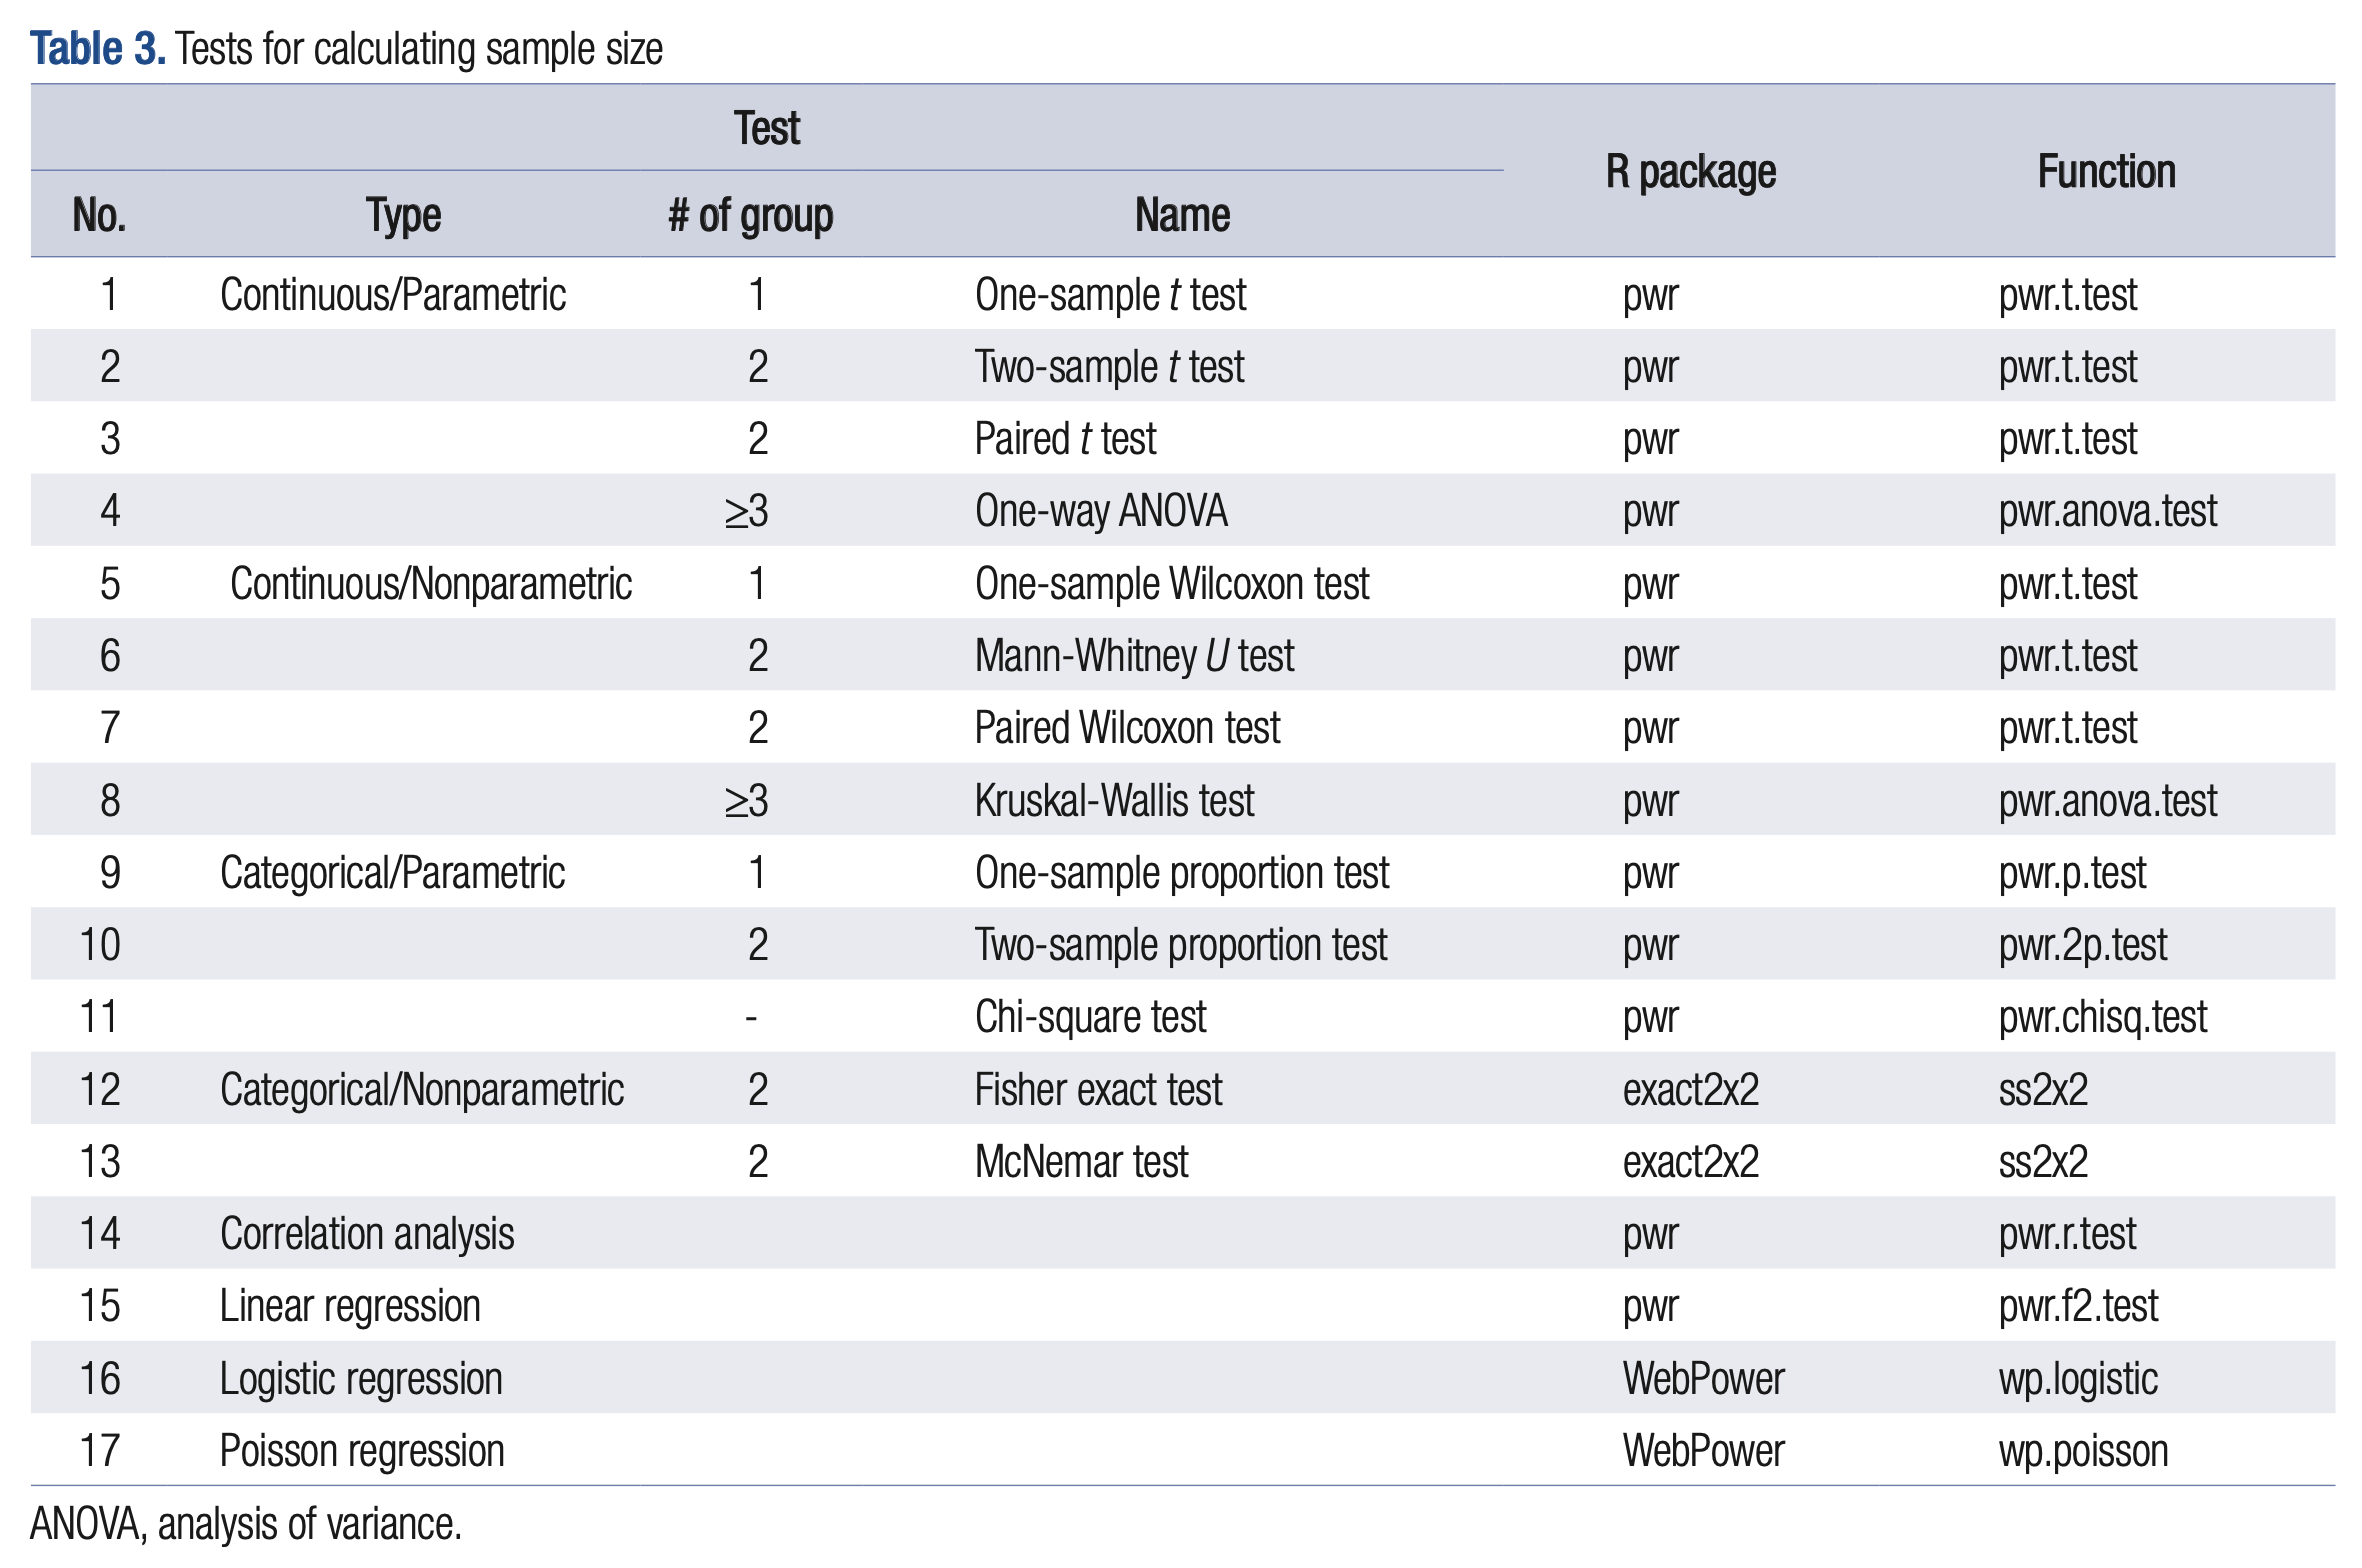 Table 3. Tests for calculating sample size
Test R package Function
No. Type # of group Name
1 Continuous/Parametric 1 One-sample t test pwr pwr.t.test
2 2 Two-sample t test pwr pwr.t.test
3 2 Paired t test pwr pwr.t.test
4 ≥3 One-way ANOVA pwr pwr.anova.test
5 Continuous/Nonparametric 1 One-sample Wilcoxon test pwr pwr.t.test
6 2 Mann-Whitney U test pwr pwr.t.test
7 2 Paired Wilcoxon test pwr pwr.t.test
8 ≥3 Kruskal-Wallis test pwr pwr.anova.test
9 Categorical/Parametric 1 One-sample proportion test pwr pwr.p.test
10 2 Two-sample proportion test pwr pwr.2p.test
11 - Chi-square test pwr pwr.chisq.test
12 Categorical/Nonparametric 2 Fisher exact test exact2x2 ss2x2
13 2 McNemar test exact2x2 ss2x2
14 Correlation analysis pwr pwr.r.test
15 Linear regression pwr pwr.f2.test
16 Logistic regression WebPower wp.logistic
17 Poisson regression WebPower wp.poisson
ANOVA, analysis of variance.